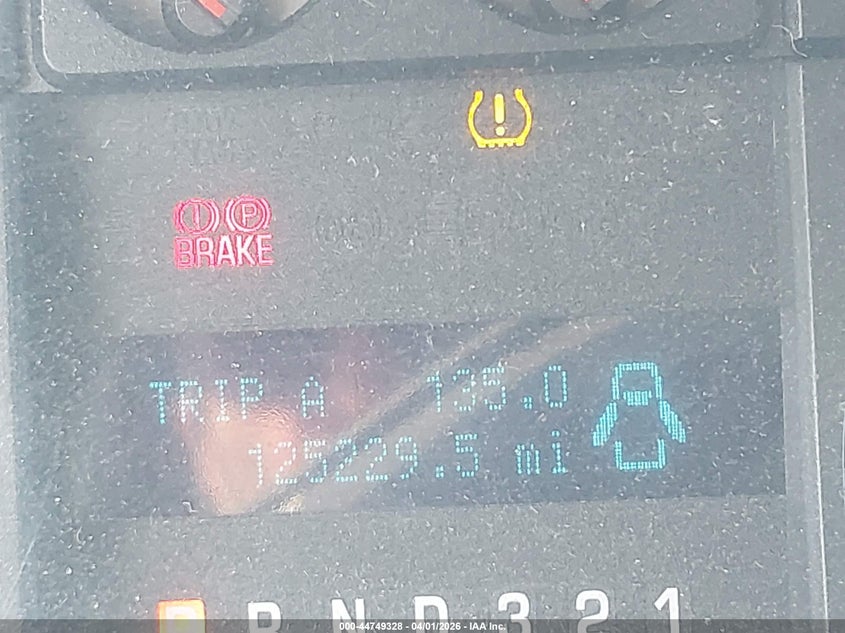 !
(I) (P)
BRAKE
TRIP A 135.0
125229.5 mi
P R N D 3 2 1
000-44749328 - 04/01/2026 - IAA Inc.